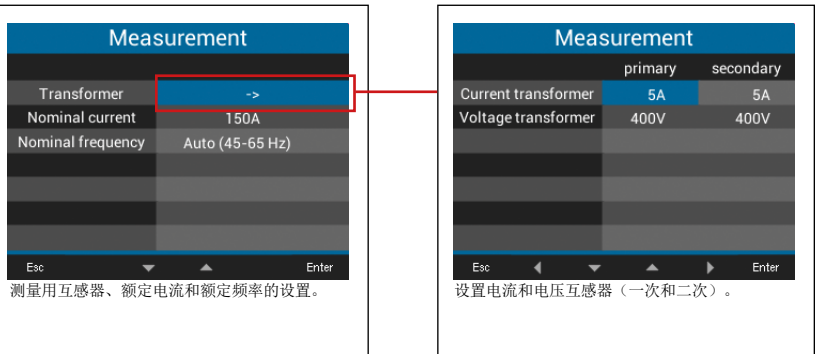 Measurement
Transformer ->
Nominal current 150A
Nominal frequency Auto (45-65 Hz)
Esc Enter
测量用互感器、额定电流和额定频率的设置。
Measurement
primary secondary
Current transformer 5A 5A
Voltage transformer 400V 400V
Esc Enter
设置电流和电压互感器（一次和二次）.